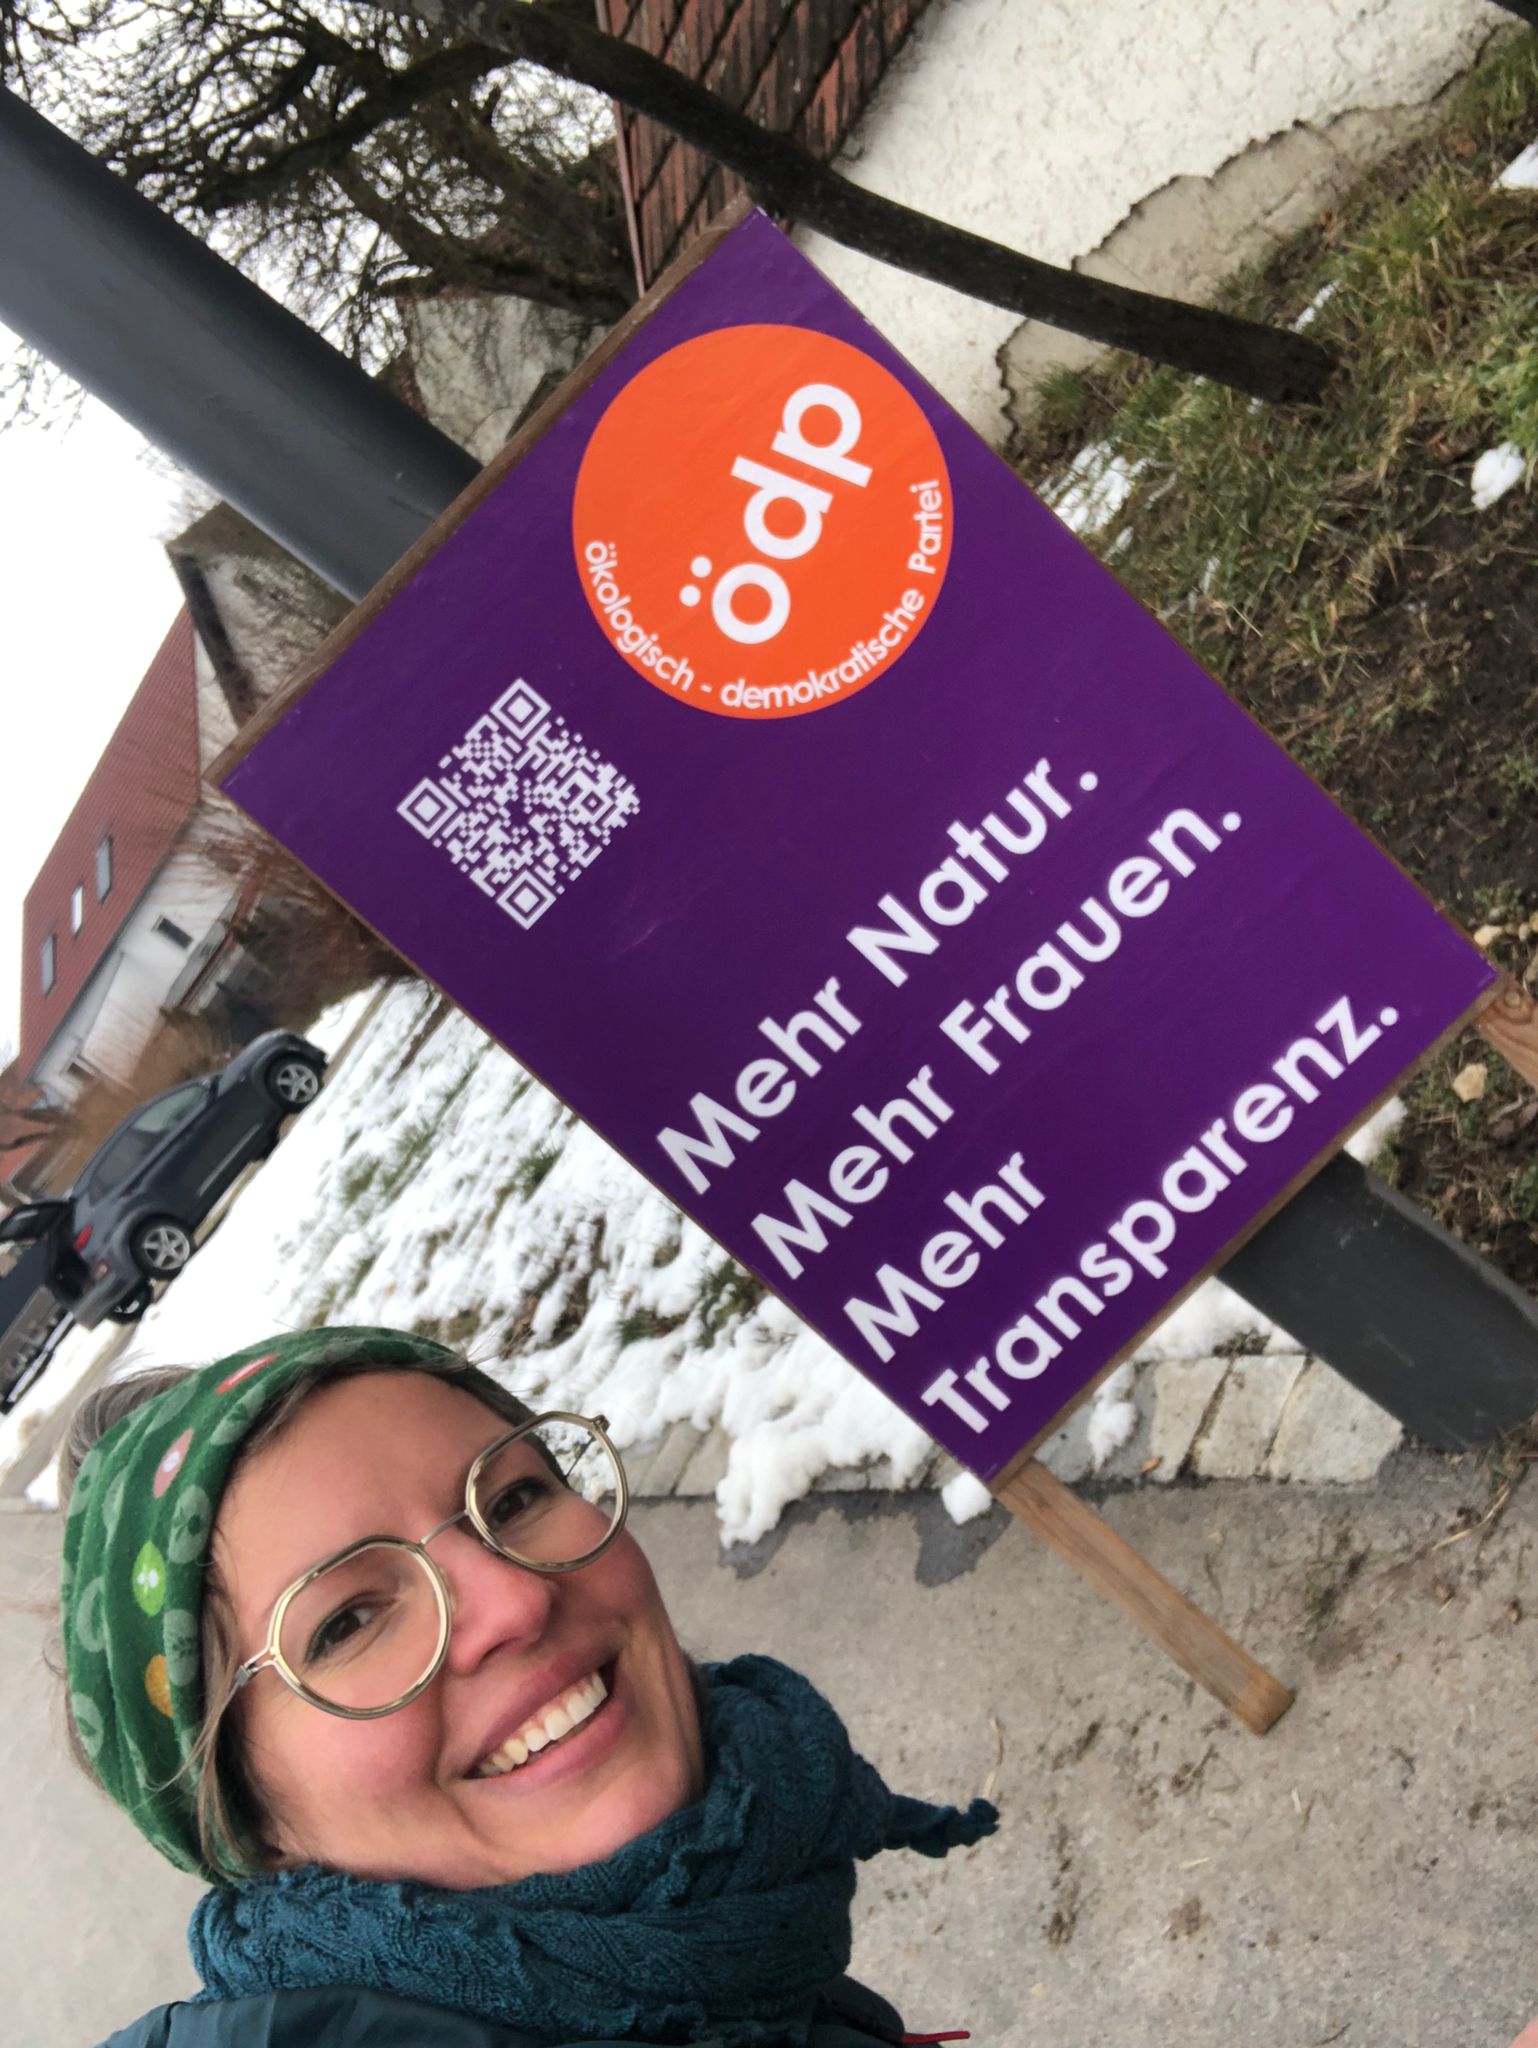 ödp
ökologisch - demokratische Partei
Mehr Natur.
Mehr Frauen.
Mehr
Transparenz.